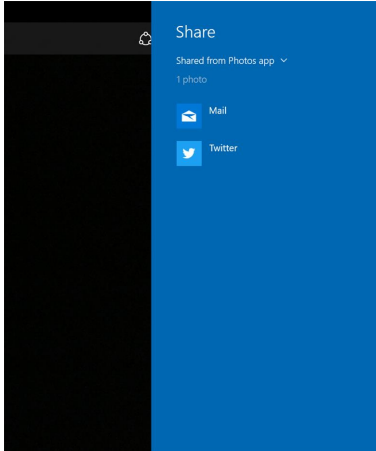 Share
Shared from Photos app
1 photo
Mail
Twitter